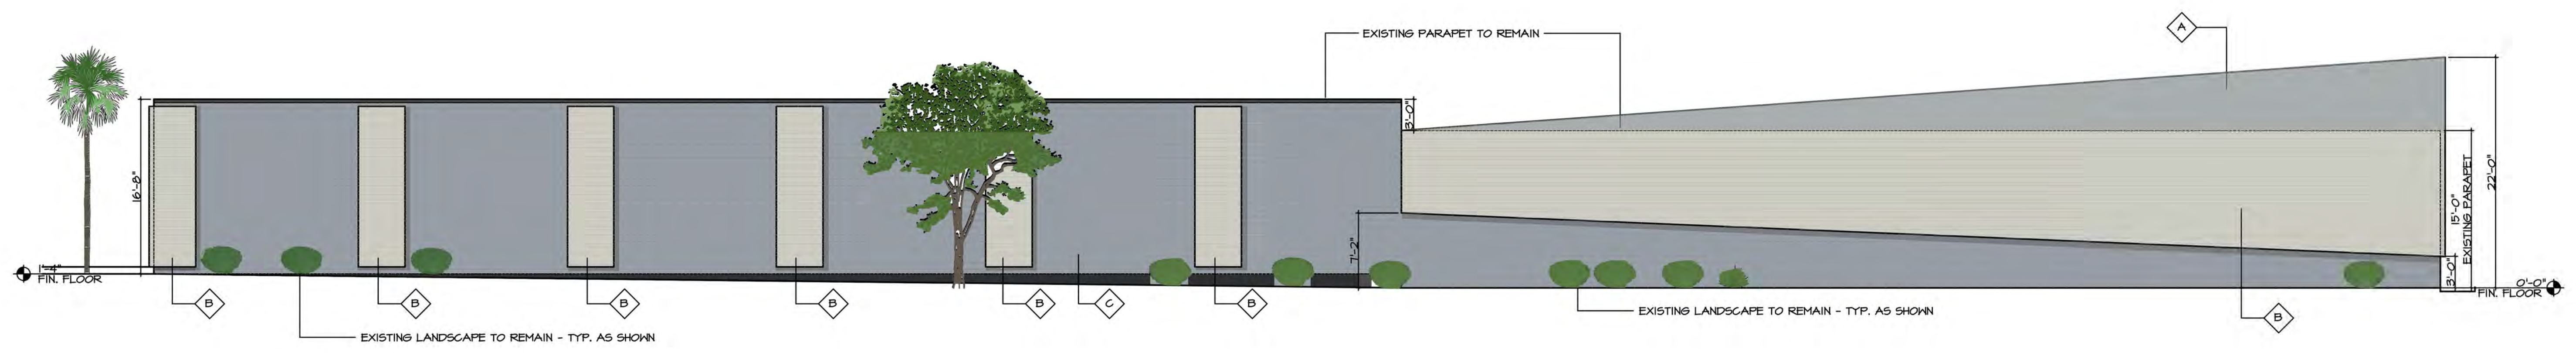 A
EXISTING PARAPET TO REMAIN
3'-0"
16'-8"
EXISTING PARAPET
15'-0"
22'-0"
7'-2"
3'-0"
1'-4"
FIN. FLOOR
0'-0"
FIN. FLOOR
B
B
B
B
B
C
B
B
EXISTING LANDSCAPE TO REMAIN - TYP. AS SHOWN
EXISTING LANDSCAPE TO REMAIN - TYP. AS SHOWN